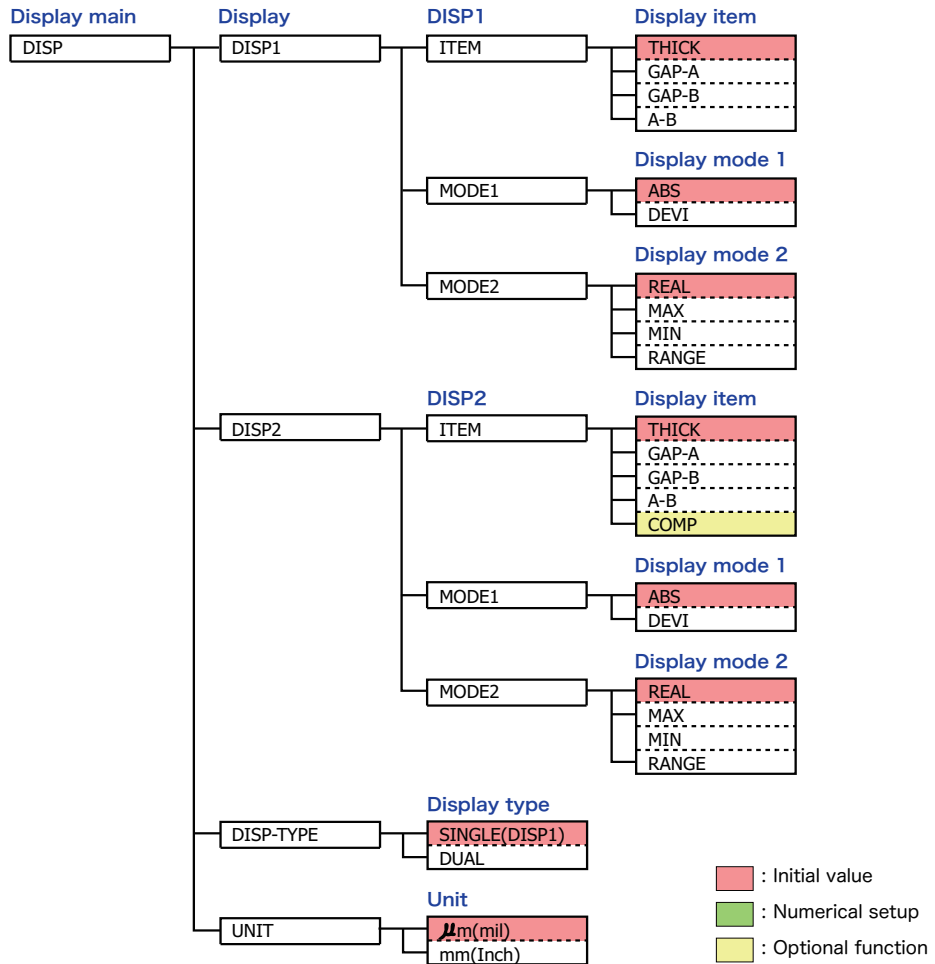 Display main
Display
DISP1
Display item
DISP
DISP1
ITEM
THICK
GAP-A
GAP-B
A-B
Display mode 1
MODE1
ABS
DEVI
Display mode 2
MODE2
REAL
MAX
MIN
RANGE
DISP2
Display item
DISP2
ITEM
THICK
GAP-A
GAP-B
A-B
COMP
Display mode 1
MODE1
ABS
DEVI
Display mode 2
MODE2
REAL
MAX
MIN
RANGE
Display type
DISP-TYPE
SINGLE(DISP1)
DUAL
Unit
UNIT
μm(mil)
mm(Inch)
: Initial value
: Numerical setup
: Optional function